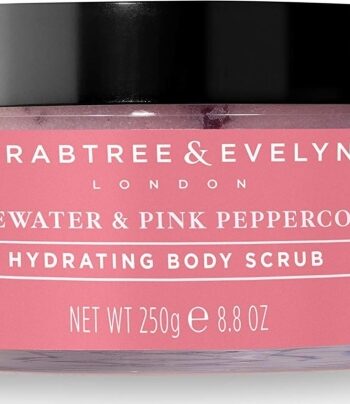 RABTREE & EVELYN
LONDON
EWATER & PINK PEPPERCO
HYDRATING BODY SCRUB
NET WT 250g ℮ 8.8 OZ